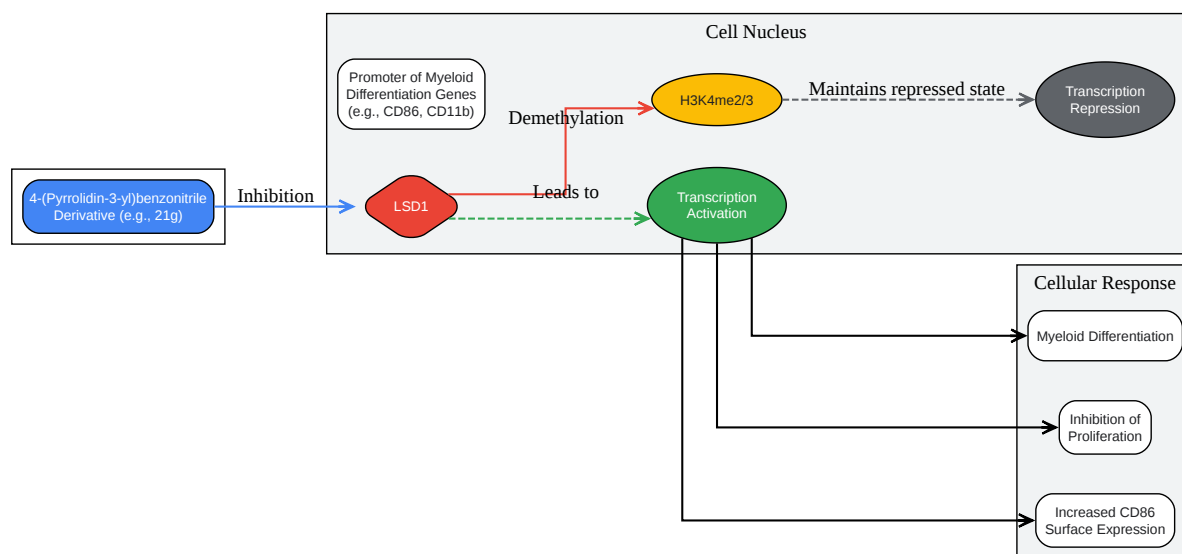 Cell Nucleus
Promoter of Myeloid
Differentiation Genes
(e.g., CD86, CD11b)
Demethylation
H3K4me2/3
Maintains repressed state
Transcription
Repression
4-(Pyrrolidin-3-yl)benzonitrile
Derivative (e.g., 21g)
Inhibition
LSD1
Leads to
Transcription
Activation
Cellular Response
Myeloid Differentiation
Inhibition of
Proliferation
Increased CD86
Surface Expression